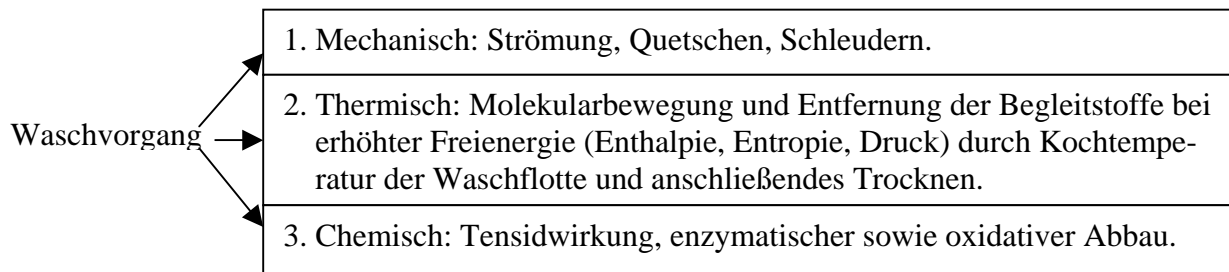 1. Mechanisch: Strömung, Quetschen, Schleudern.
2. Thermisch: Molekularbewegung und Entfernung der Begleitstoffe bei
Waschvorgang
erhöhter Freienergie (Enthalpie, Entropie, Druck) durch Kochtempe-
ratur der Waschflotte und anschließendes Trocknen.
3. Chemisch: Tensidwirkung, enzymatischer sowie oxidativer Abbau.